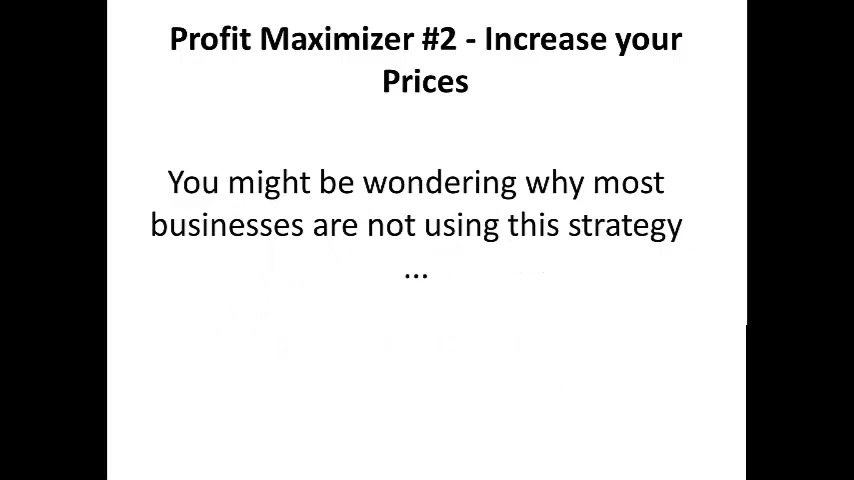 Profit Maximizer #2 - Increase your
Prices
You might be wondering why most
businesses are not using this strategy
...